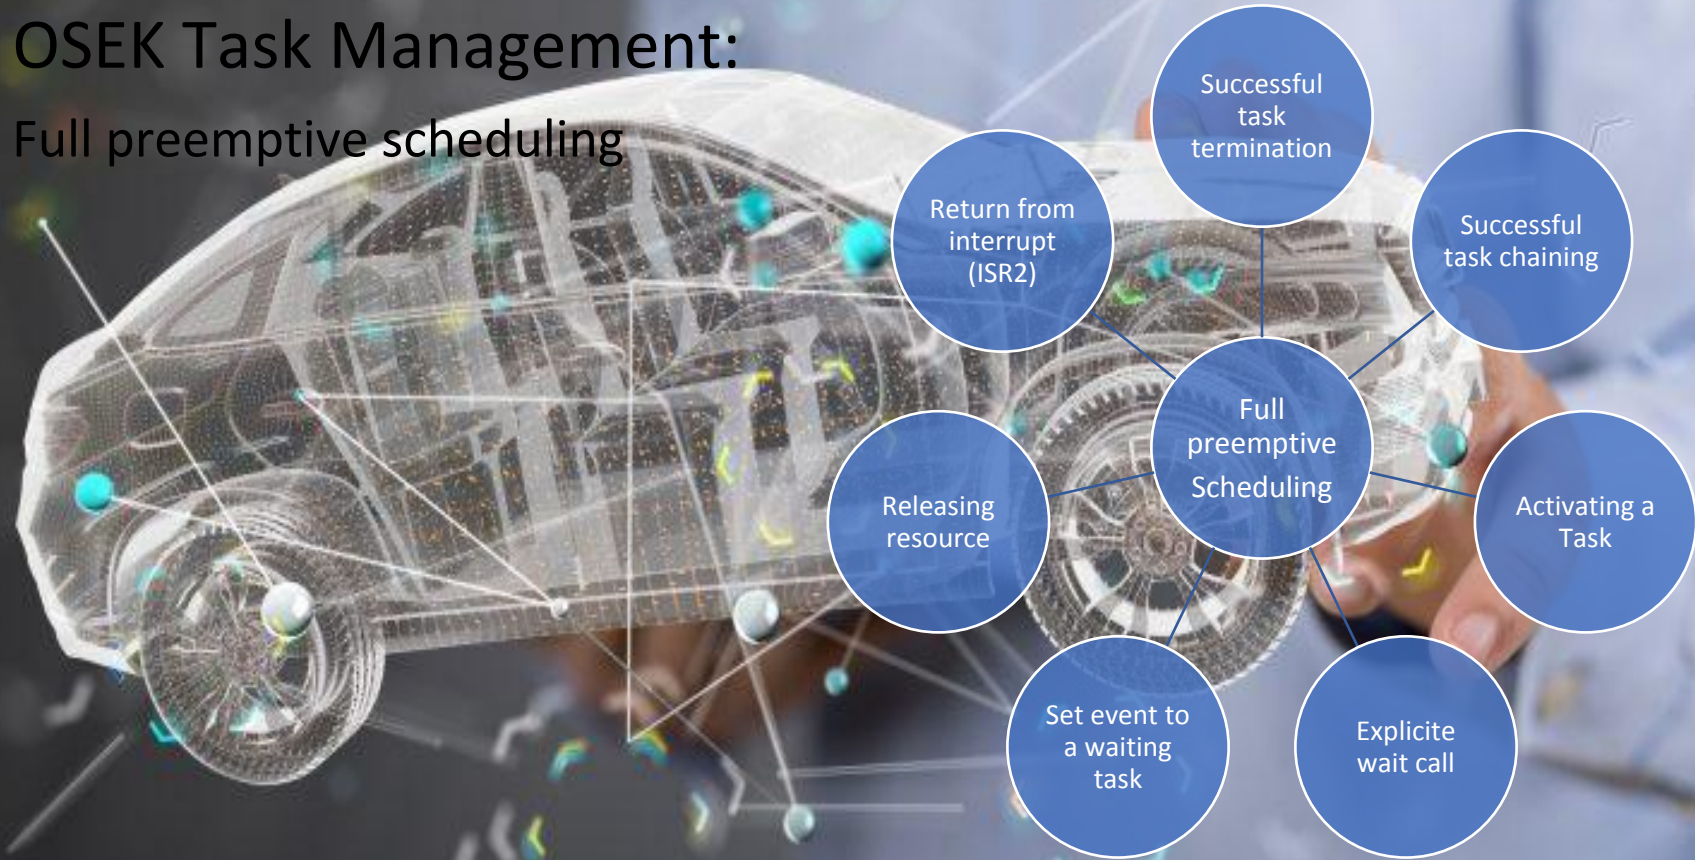 OSEK Task Management:
Full preemptive scheduling
Successful
task
termination
Successful
task chaining
Activating a
Task
Explicite
wait call
Set event to
a waiting
task
Releasing
resource
Return from
interrupt
(ISR2)
Full
preemptive
Scheduling